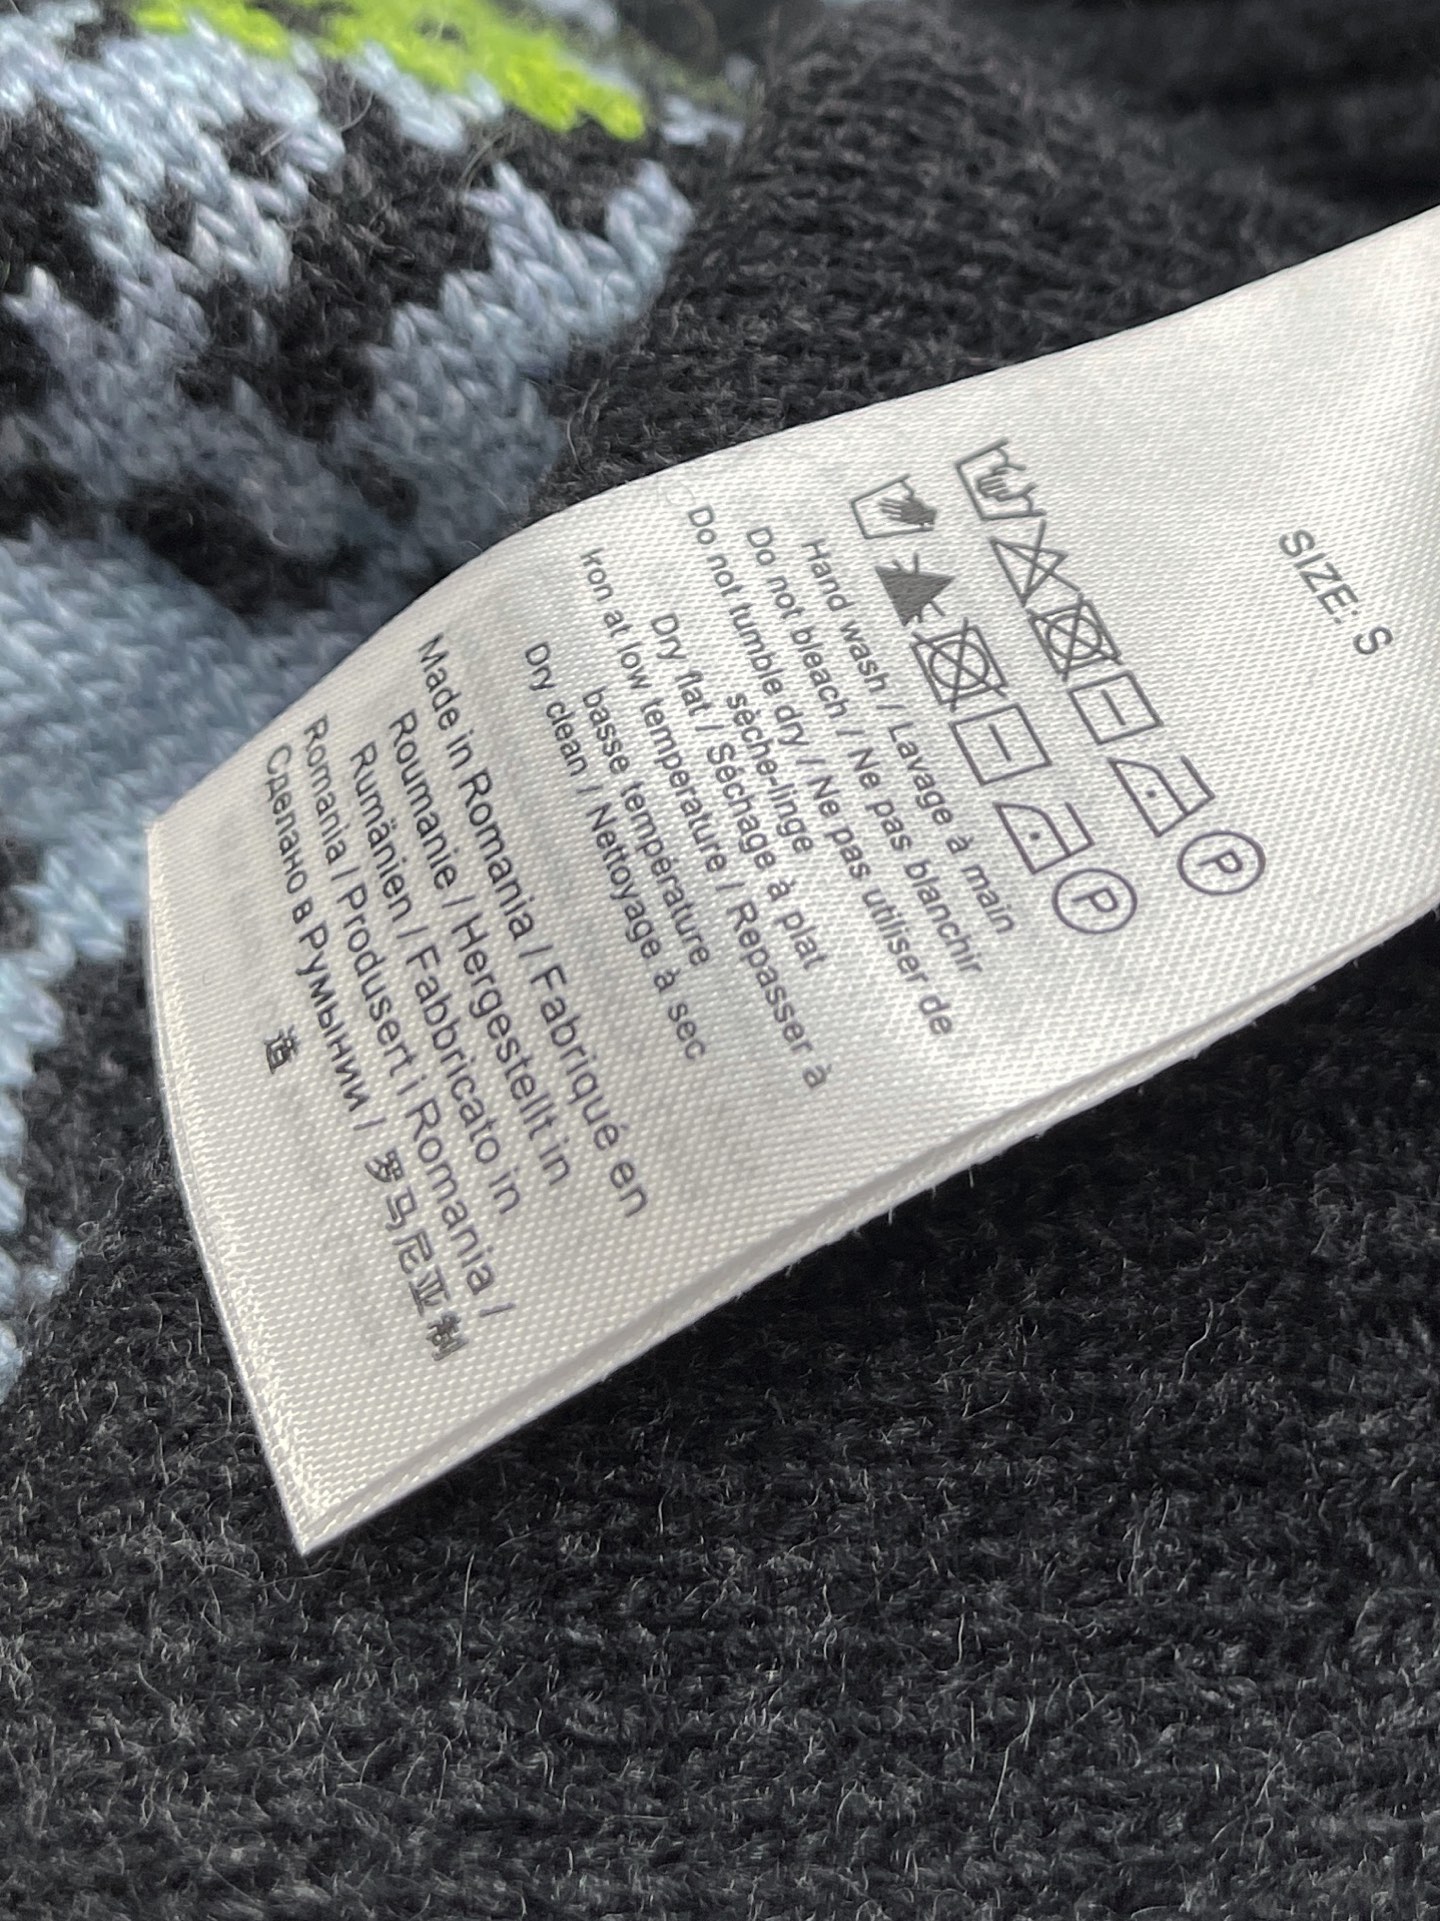 SIZE: S
P
P
Hand wash / Lavage à main
Do not bleach / Ne pas blanchir
Do not tumble dry / Ne pas utiliser de
sèche-linge
Dry flat / Séchage à plat
Iron at low temperature / Repasser à
basse température
Dry clean / Nettoyage à sec
Made in Romania / Fabriqué en
Roumanie / Hergestellt in
Rumänien / Fabbricato in
Romania / Produsert i Romania /
Сделано в Румынии / 罗马尼亚制
造